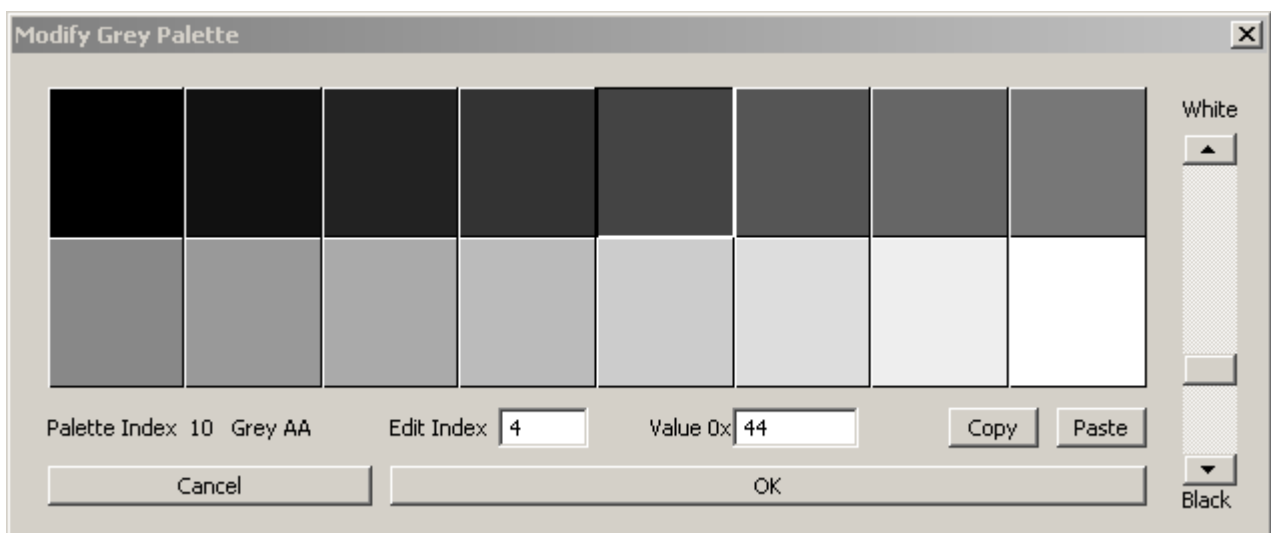 Modify Grey Palette
White
Palette Index 10 Grey AA Edit Index 4 Value 0x 44 Copy Paste
Cancel OK
Black